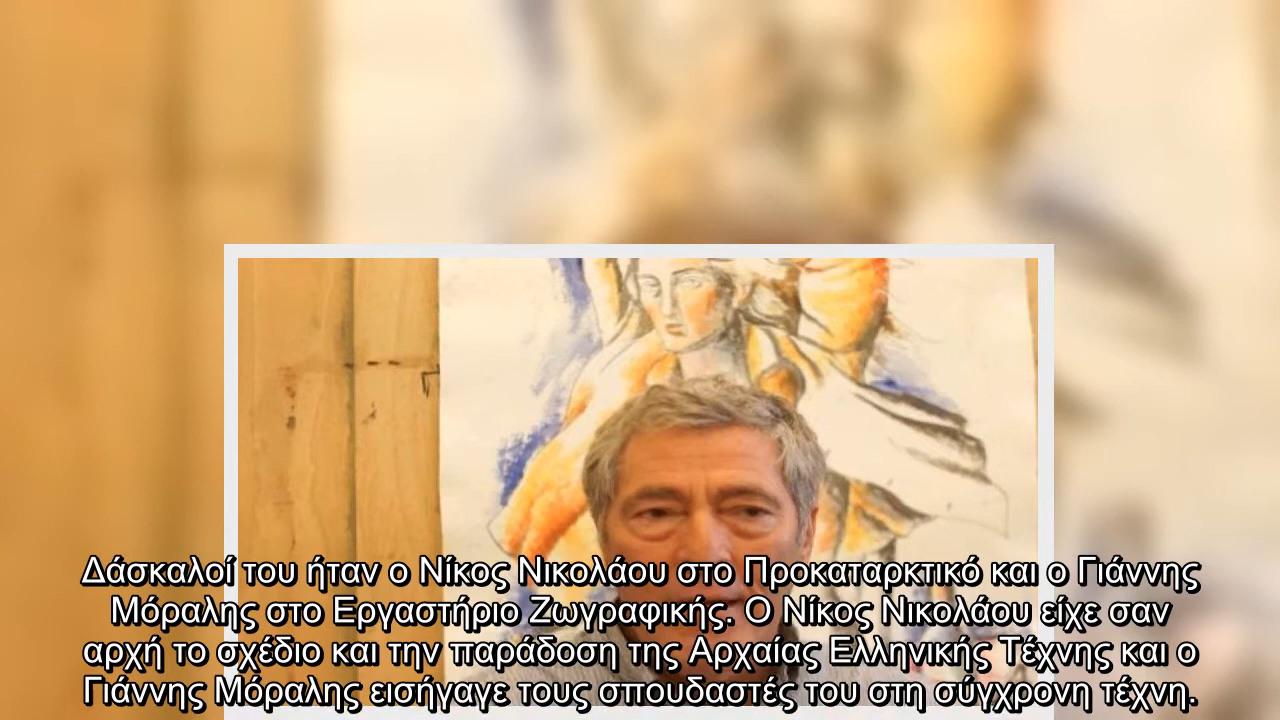 Δάσκαλοί του ήταν ο Νίκος Νικολάου στο Προκαταρκτικό και ο Γιάννης
Μόραλης στο Εργαστήριο Ζωγραφικής. Ο Νίκος Νικολάου είχε σαν
αρχή το σχέδιο και την παράδοση της Αρχαίας Ελληνικής Τέχνης και ο
Γιάννης Μόραλης εισήγαγε τους σπουδαστές του στη σύγχρονη τέχνη.